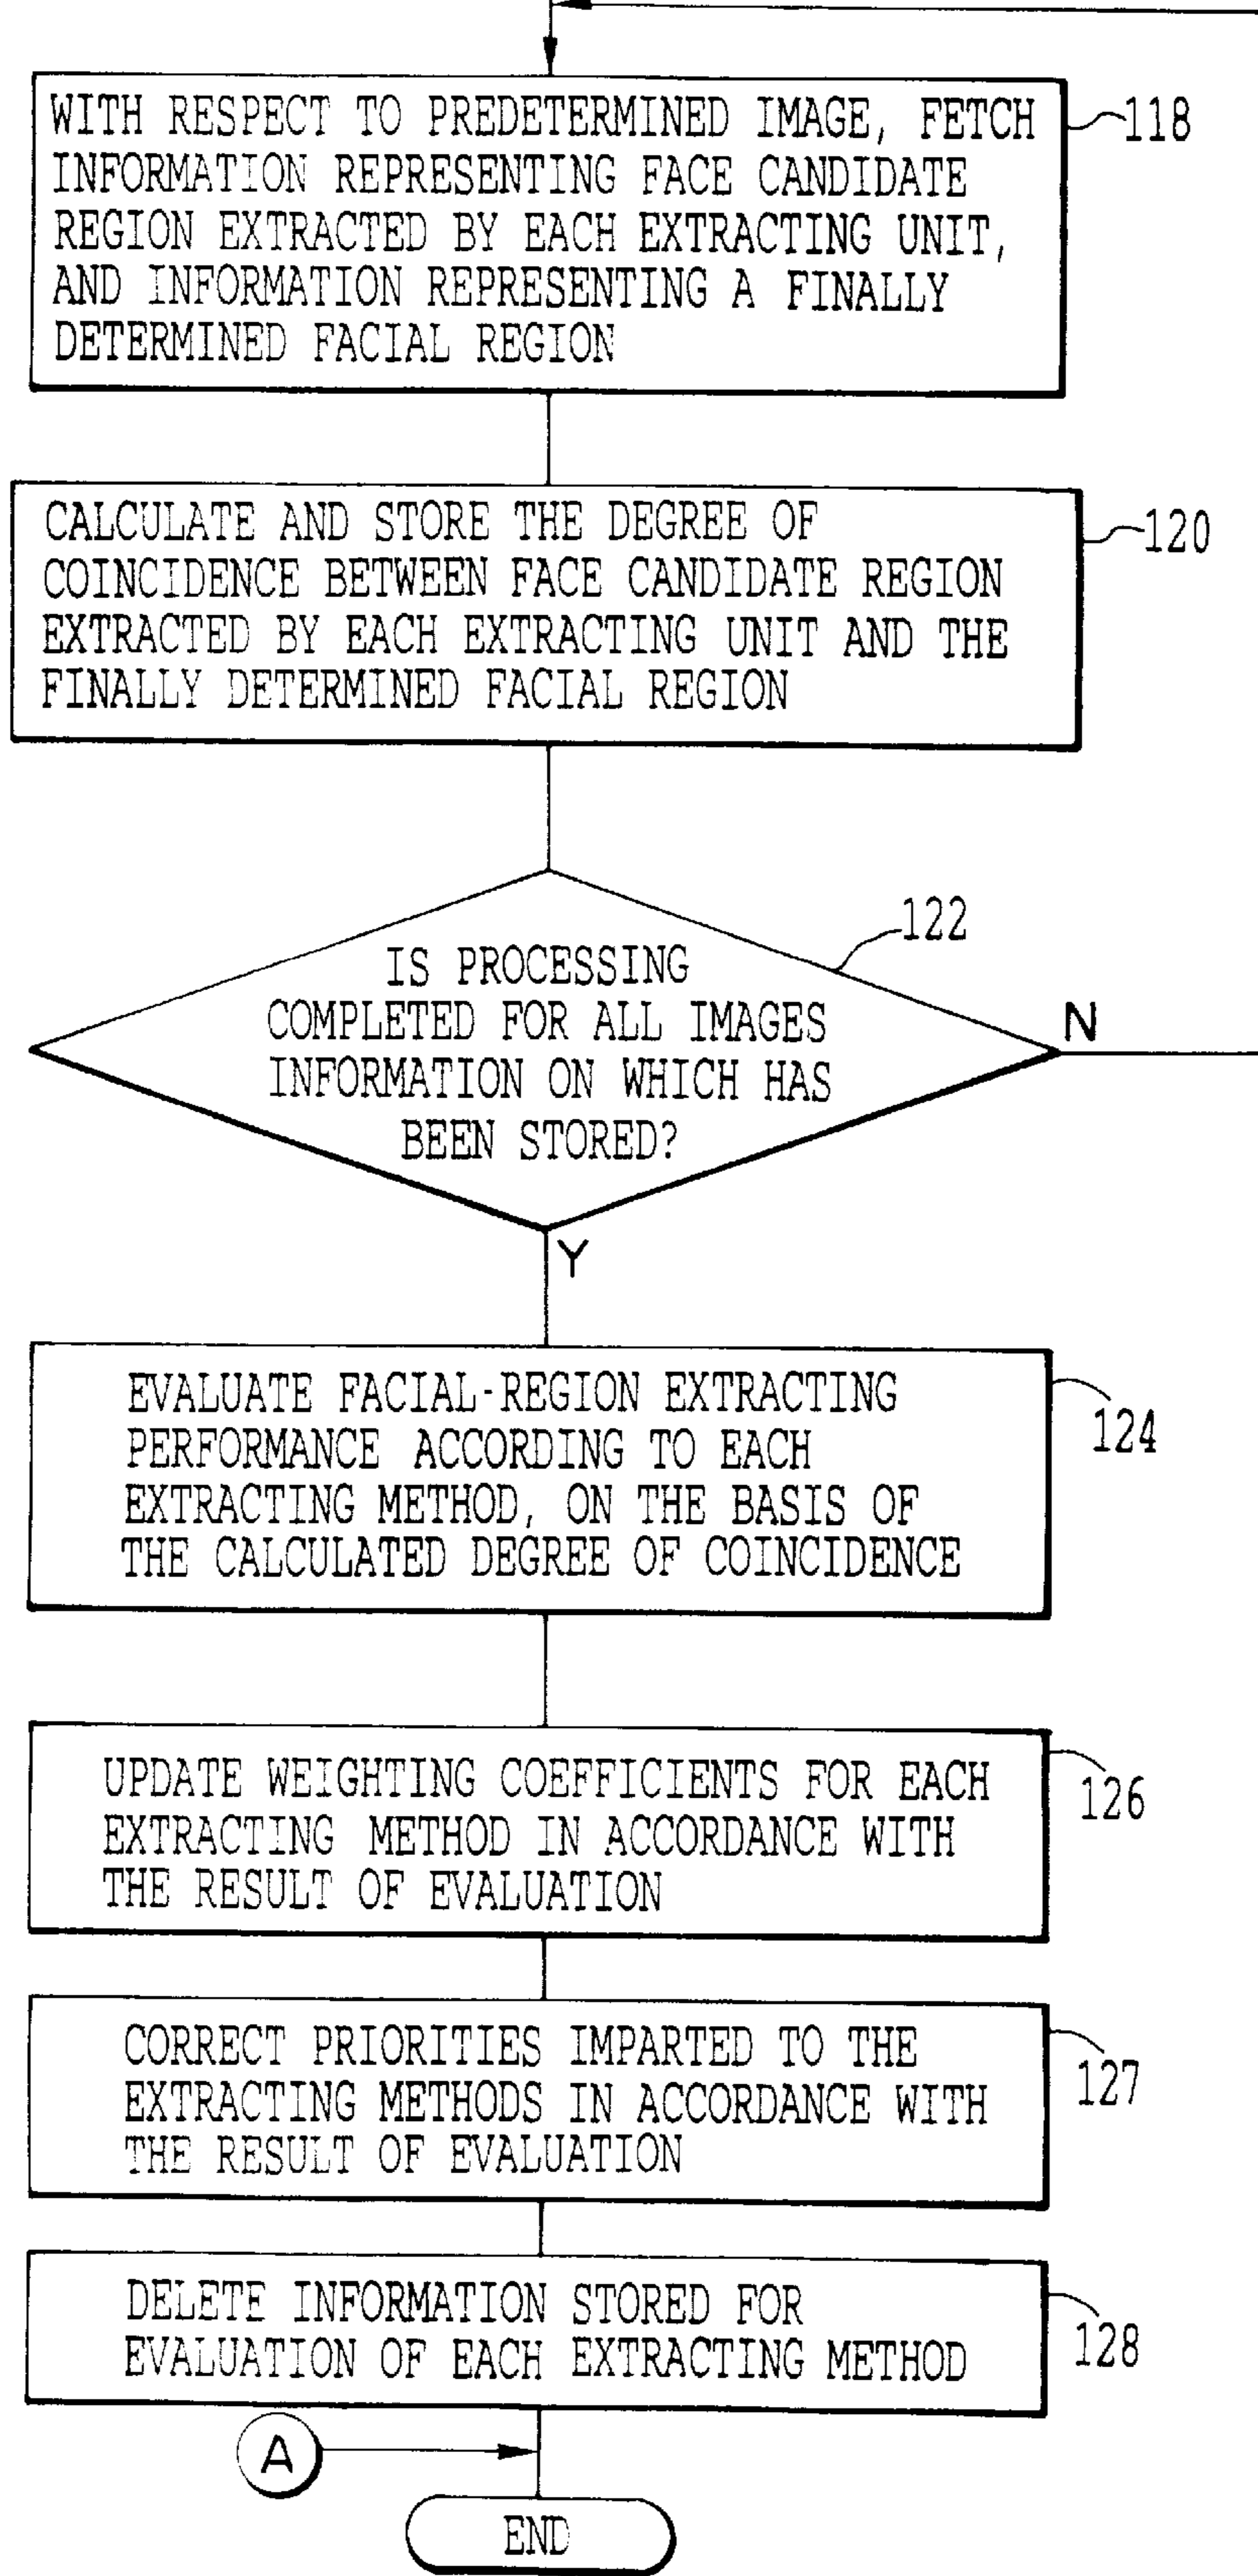 WITH RESPECT TO PREDETERMINED IMAGE, FETCH
INFORMATION REPRESENTING FACE CANDIDATE
REGION EXTRACTED BY EACH EXTRACTING UNIT,
AND INFORMATION REPRESENTING A FINALLY
DETERMINED FACIAL REGION
118
CALCULATE AND STORE THE DEGREE OF
COINCIDENCE BETWEEN FACE CANDIDATE REGION
EXTRACTED BY EACH EXTRACTING UNIT AND THE
FINALLY DETERMINED FACIAL REGION
120
IS PROCESSING
COMPLETED FOR ALL IMAGES
INFORMATION ON WHICH HAS
BEEN STORED?
122
N
Y
EVALUATE FACIAL-REGION EXTRACTING
PERFORMANCE ACCORDING TO EACH
EXTRACTING METHOD, ON THE BASIS OF
THE CALCULATED DEGREE OF COINCIDENCE
124
UPDATE WEIGHTING COEFFICIENTS FOR EACH
EXTRACTING METHOD IN ACCORDANCE WITH
THE RESULT OF EVALUATION
126
CORRECT PRIORITIES IMPARTED TO THE
EXTRACTING METHODS IN ACCORDANCE WITH
THE RESULT OF EVALUATION
127
DELETE INFORMATION STORED FOR
EVALUATION OF EACH EXTRACTING METHOD
128
A
END